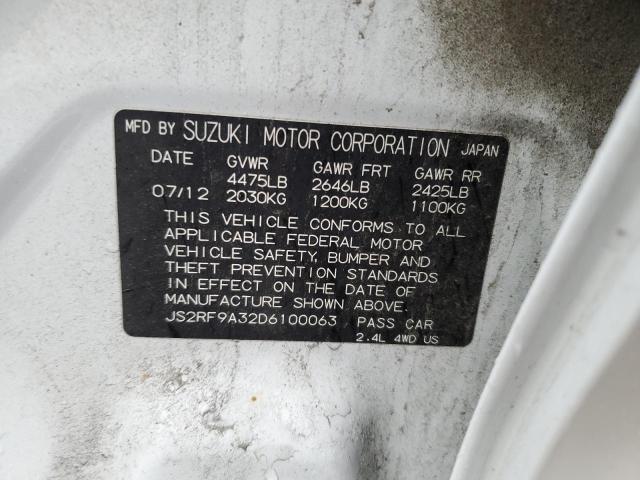 MFD BY SUZUKI MOTOR CORPORATION JAPAN
DATE GVWR GAWR FRT GAWR RR
4475LB 2646LB 2425LB
07/12 2030KG 1200KG 1100KG
THIS VEHICLE CONFORMS TO ALL
APPLICABLE FEDERAL MOTOR
VEHICLE SAFETY, BUMPER AND
THEFT PREVENTION STANDARDS
IN EFFECT ON THE DATE OF
MANUFACTURE SHOWN ABOVE.
JS2RF9A32D6100063 PASS CAR
2.4L 4WD US